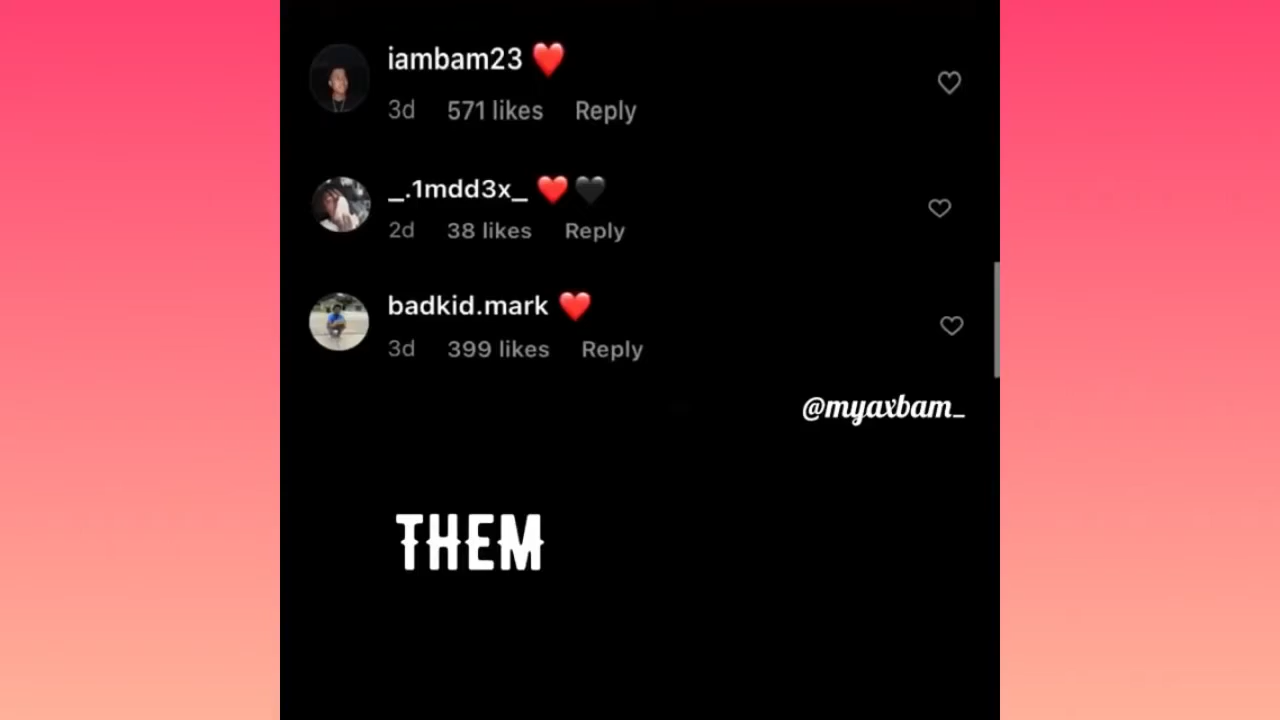 iambam23 ❤️
3d 571 likes Reply
_.1mdd3x_ ❤️🖤
2d 38 likes Reply
badkid.mark ❤️
3d 399 likes Reply
@myaxbam_
THEM